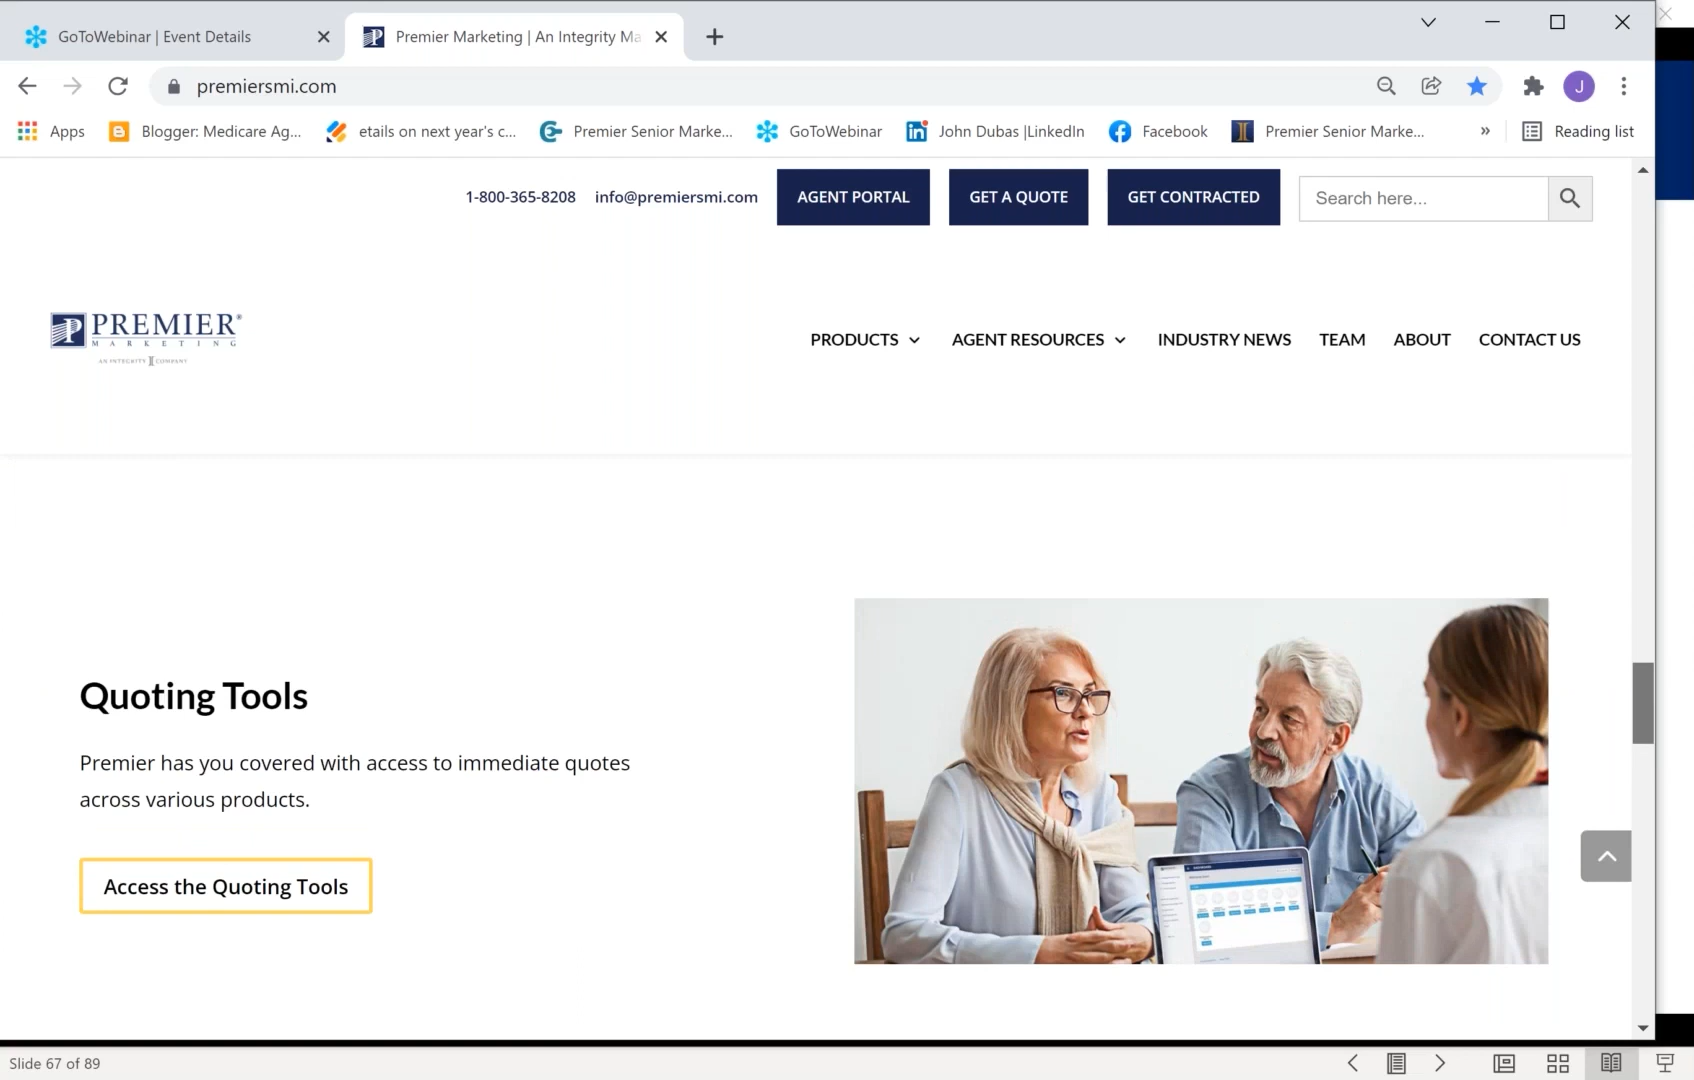 GoToWebinar | Event Details
Premier Marketing | An Integrity Ma
premiersmi.com
J
Apps
Blogger: Medicare Ag...
etails on next year's c...
Premier Senior Marke...
GoToWebinar
John Dubas |LinkedIn
Facebook
Premier Senior Marke...
»
Reading list
1-800-365-8208
info@premiersmi.com
AGENT PORTAL
GET A QUOTE
GET CONTRACTED
Search here...
PREMIER®
MARKETING
AN INTEGRITY COMPANY
PRODUCTS
AGENT RESOURCES
INDUSTRY NEWS
TEAM
ABOUT
CONTACT US
Quoting Tools
Premier has you covered with access to immediate quotes
across various products.
Access the Quoting Tools
Slide 67 of 89